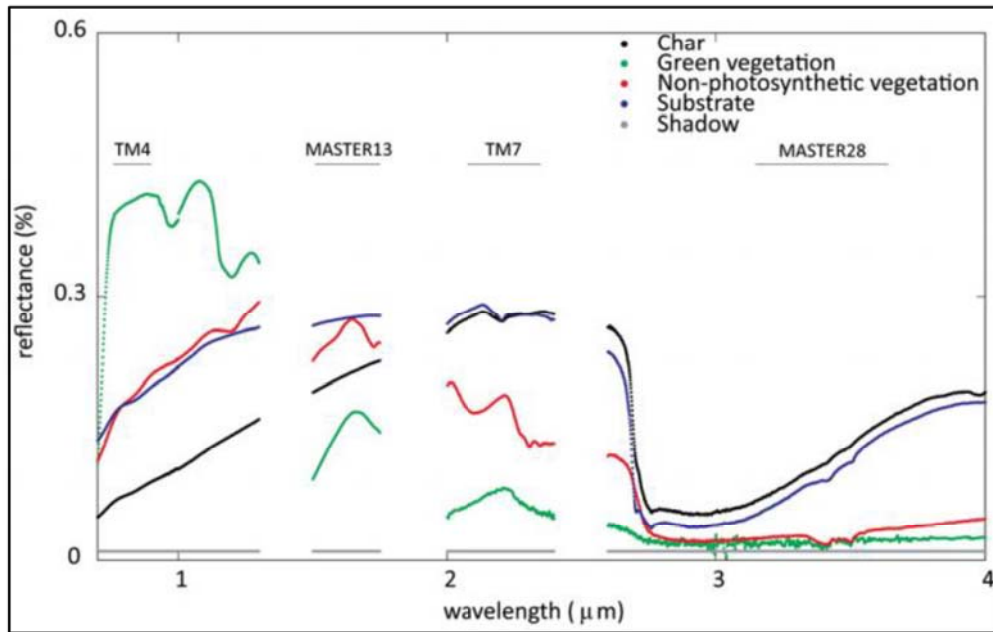 0.6
Char
Green vegetation
Non-photosynthetic vegetation
Substrate
Shadow
TM4 MASTER13 TM7 MASTER28
0.3
reflectance (%)
0
1 2 3 4
wavelength ( μm)